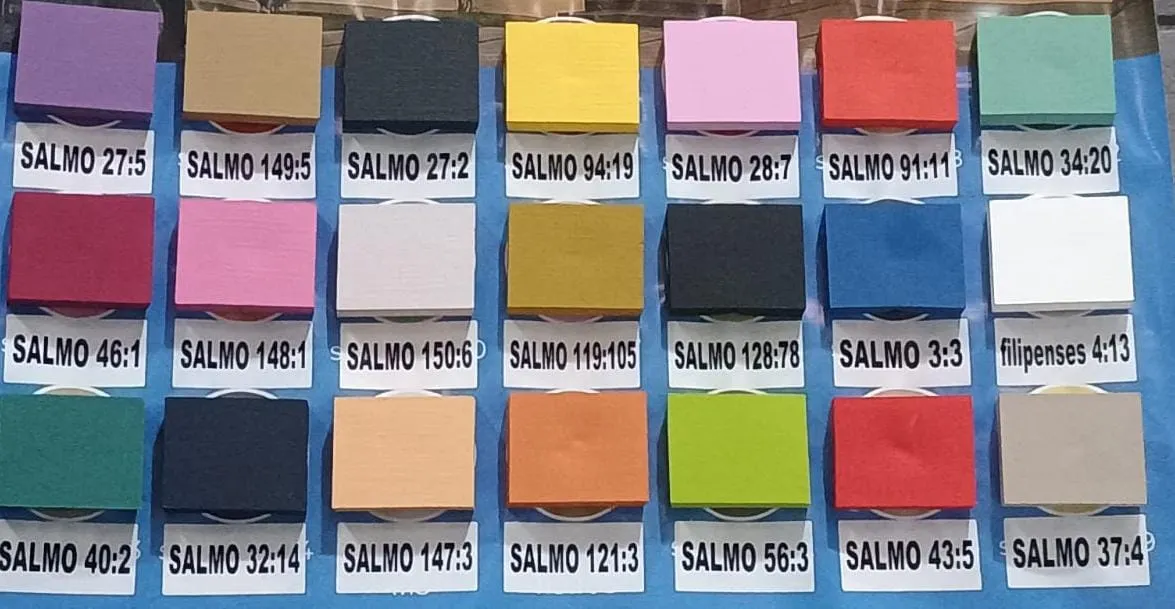 SALMO 27:5
SALMO 149:5
SALMO 27:2
SALMO 94:19
SALMO 28:7
SALMO 91:11
SALMO 34:20
SALMO 46:1
SALMO 148:1
SALMO 150:6
SALMO 119:105
SALMO 128:78
SALMO 3:3
filipenses 4:13
SALMO 40:2
SALMO 32:14
SALMO 147:3
SALMO 121:3
SALMO 56:3
SALMO 43:5
SALMO 37:4